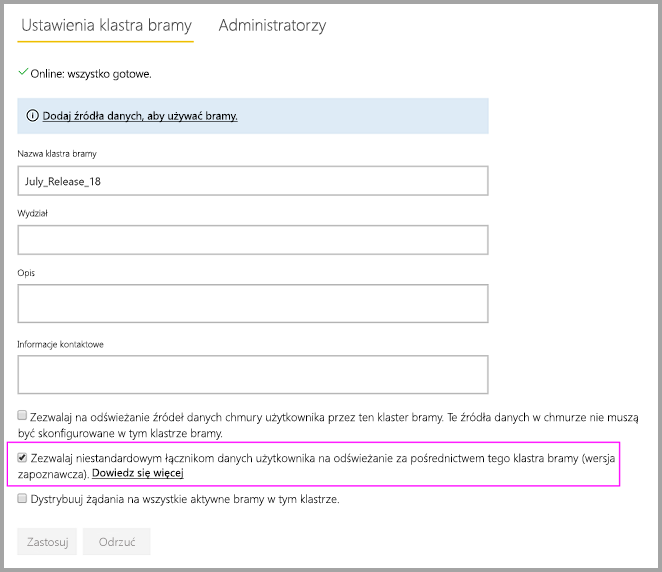 Ustawienia klastra bramy Administratorzy
Online: wszystko gotowe.
Dodaj źródła danych, aby używać bramy.
Nazwa klastra bramy
July_Release_18
Wydział
Opis
Informacje kontaktowe
Zezwalaj na odświeżanie źródeł danych chmury użytkownika przez ten klaster bramy. Te źródła danych w chmurze nie muszą
być skonfigurowane w tym klastrze bramy.
Zezwalaj niestandardowym łącznikom danych użytkownika na odświeżanie za pośrednictwem tego klastra bramy (wersja
zapoznawcza). Dowiedz się więcej
Dystrybuuj żądania na wszystkie aktywne bramy w tym klastrze.
Zastosuj Odrzuć